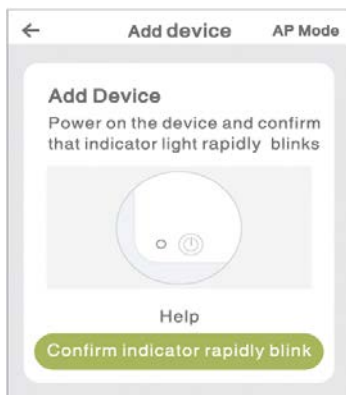 Add device
AP Mode
Add Device
Power on the device and confirm
that indicator light rapidly blinks
Help
Confirm indicator rapidly blink